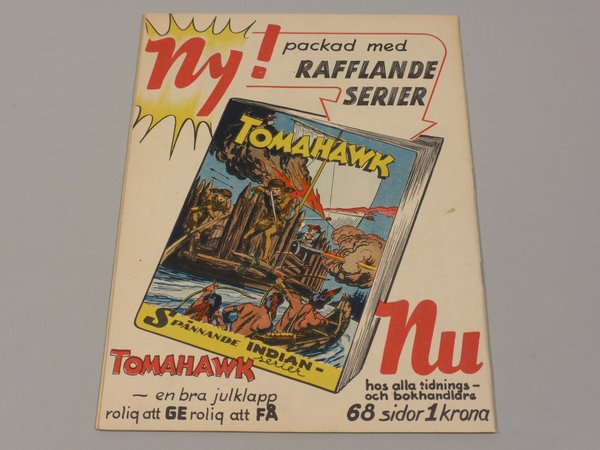 Ny!
packad med
RAFFLANDE
SERIER
TOMAHAWK
SPÄNNANDE INDIAN-
serier
Nu
TOMAHAWK
– en bra julklapp
rolig att GE rolig att FÅ
hos alla tidnings-
och bokhandlare
68 sidor 1 krona